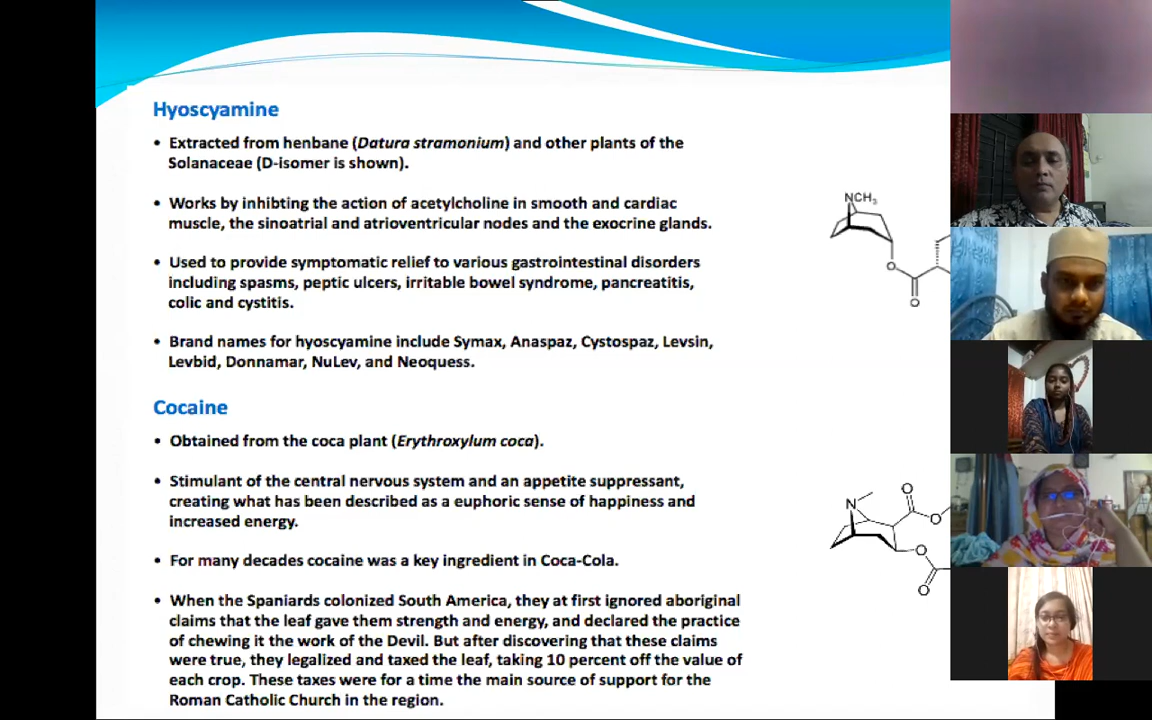 Hyoscyamine
• Extracted from henbane (Datura stramonium) and other plants of the
Solanaceae (D-isomer is shown).
• Works by inhibting the action of acetylcholine in smooth and cardiac
muscle, the sinoatrial and atrioventricular nodes and the exocrine glands.
• Used to provide symptomatic relief to various gastrointestinal disorders
including spasms, peptic ulcers, irritable bowel syndrome, pancreatitis,
colic and cystitis.
• Brand names for hyoscyamine include Symax, Anaspaz, Cystospaz, Levsin,
Levbid, Donnamar, NuLev, and Neoquess.
NCH3
O
O
Cocaine
• Obtained from the coca plant (Erythroxylum coca).
• Stimulant of the central nervous system and an appetite suppressant,
creating what has been described as a euphoric sense of happiness and
increased energy.
• For many decades cocaine was a key ingredient in Coca-Cola.
• When the Spaniards colonized South America, they at first ignored aboriginal
claims that the leaf gave them strength and energy, and declared the practice
of chewing it the work of the Devil. But after discovering that these claims
were true, they legalized and taxed the leaf, taking 10 percent off the value of
each crop. These taxes were for a time the main source of support for the
Roman Catholic Church in the region.
O
N
O
O
O